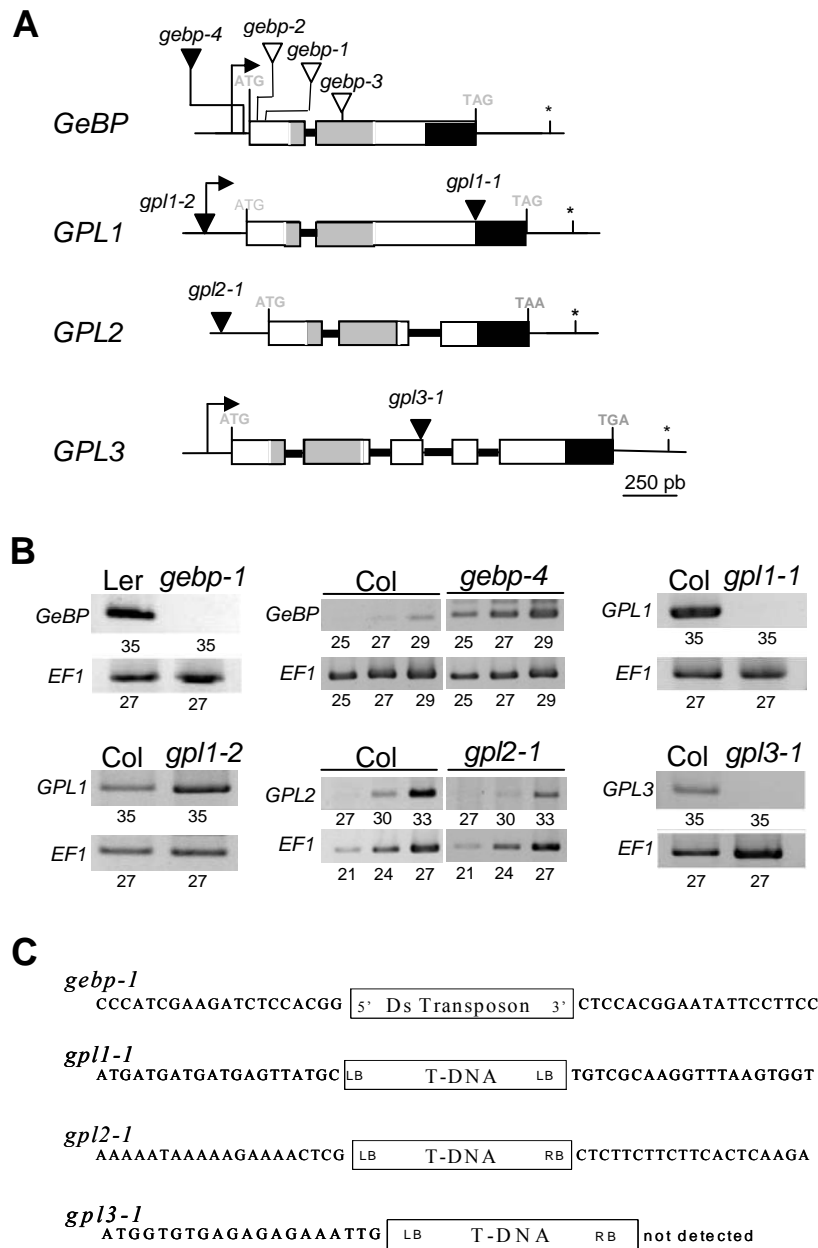 A
gebp-4
gebp-2
gebp-1
gebp-3
ATG
TAG
*
GeBP
gpl1-2
gpl1-1
ATG
TAG
*
GPL1
gpl2-1
ATG
TAA
*
GPL2
gpl3-1
ATG
TGA
*
GPL3
250 pb
B
Ler gebp-1
GeBP
35 35
EF1
27 27
Col gebp-4
GeBP
25 27 29 25 27 29
EF1
25 27 29 25 27 29
Col gpl1-1
GPL1
35 35
EF1
27 27
Col gpl1-2
GPL1
35 35
EF1
27 27
Col gpl2-1
GPL2
27 30 33 27 30 33
EF1
21 24 27 21 24 27
Col gpl3-1
GPL3
35 35
EF1
27 27
C
gebp-1
CCCATCGAAGATCTCCACGG 5' Ds Transposon 3' CTCCACGGAATATTCCTTCC
gpl1-1
ATGATGATGATGAGTTATGC LB T-DNA LB TGTCGCAAGGTTTAAGTGGT
gpl2-1
AAAAATAAAAAGAAAACTCG LB T-DNA RB CTCTTCTTCTTCACTCAAGA
gpl3-1
ATGGTGTGAGAGAGAAATTG LB T-DNA RB not detected